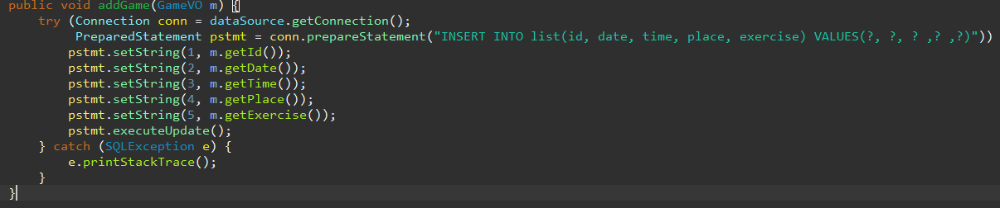 public void addGame(GameVO m) {
try (Connection conn = dataSource.getConnection();
PreparedStatement pstmt = conn.prepareStatement("INSERT INTO list(id, date, time, place, exercise) VALUES(?, ?, ? ,? ,?)"))
pstmt.setString(1, m.getId());
pstmt.setString(2, m.getDate());
pstmt.setString(3, m.getTime());
pstmt.setString(4, m.getPlace());
pstmt.setString(5, m.getExercise());
pstmt.executeUpdate();
} catch (SQLException e) {
e.printStackTrace();
}
}